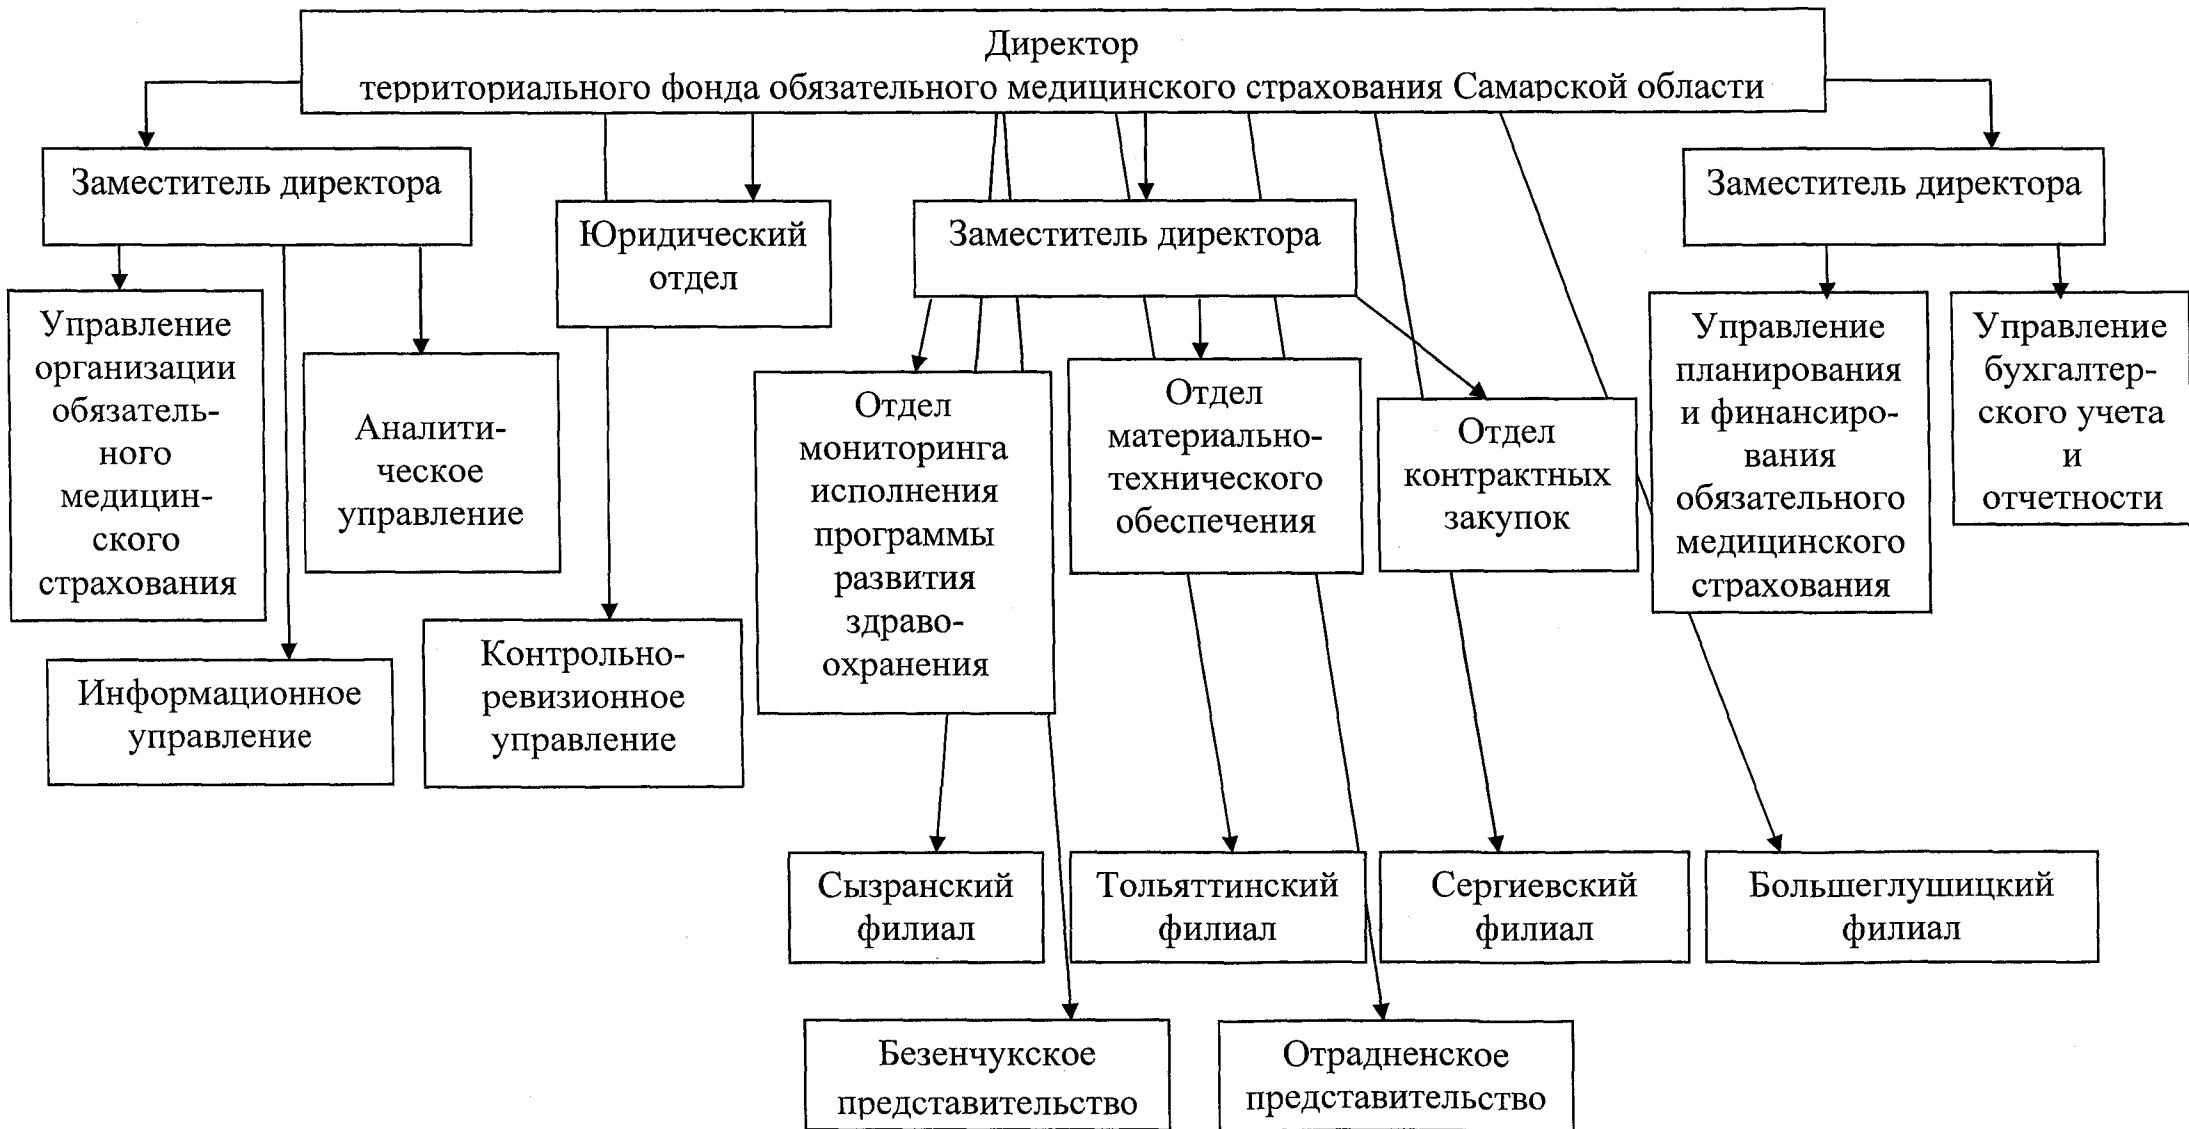 Директор
территориального фонда обязательного медицинского страхования Самарской области
Заместитель директора
Юридический
отдел
Заместитель директора
Заместитель директора
Управление
организации
обязатель-
ного
медицин-
ского
страхования
Аналити-
ческое
управление
Информационное
управление
Контрольно-
ревизионное
управление
Отдел
мониторинга
исполнения
программы
развития
здраво-
охранения
Отдел
материально-
технического
обеспечения
Отдел
контрактных
закупок
Управление
планирования
и финансиро-
вания
обязательного
медицинского
страхования
Управление
бухгалтер-
ского учета
и
отчетности
Сызранский
филиал
Тольяттинский
филиал
Сергиевский
филиал
Большеглушицкий
филиал
Безенчукское
представительство
Отрадненское
представительство